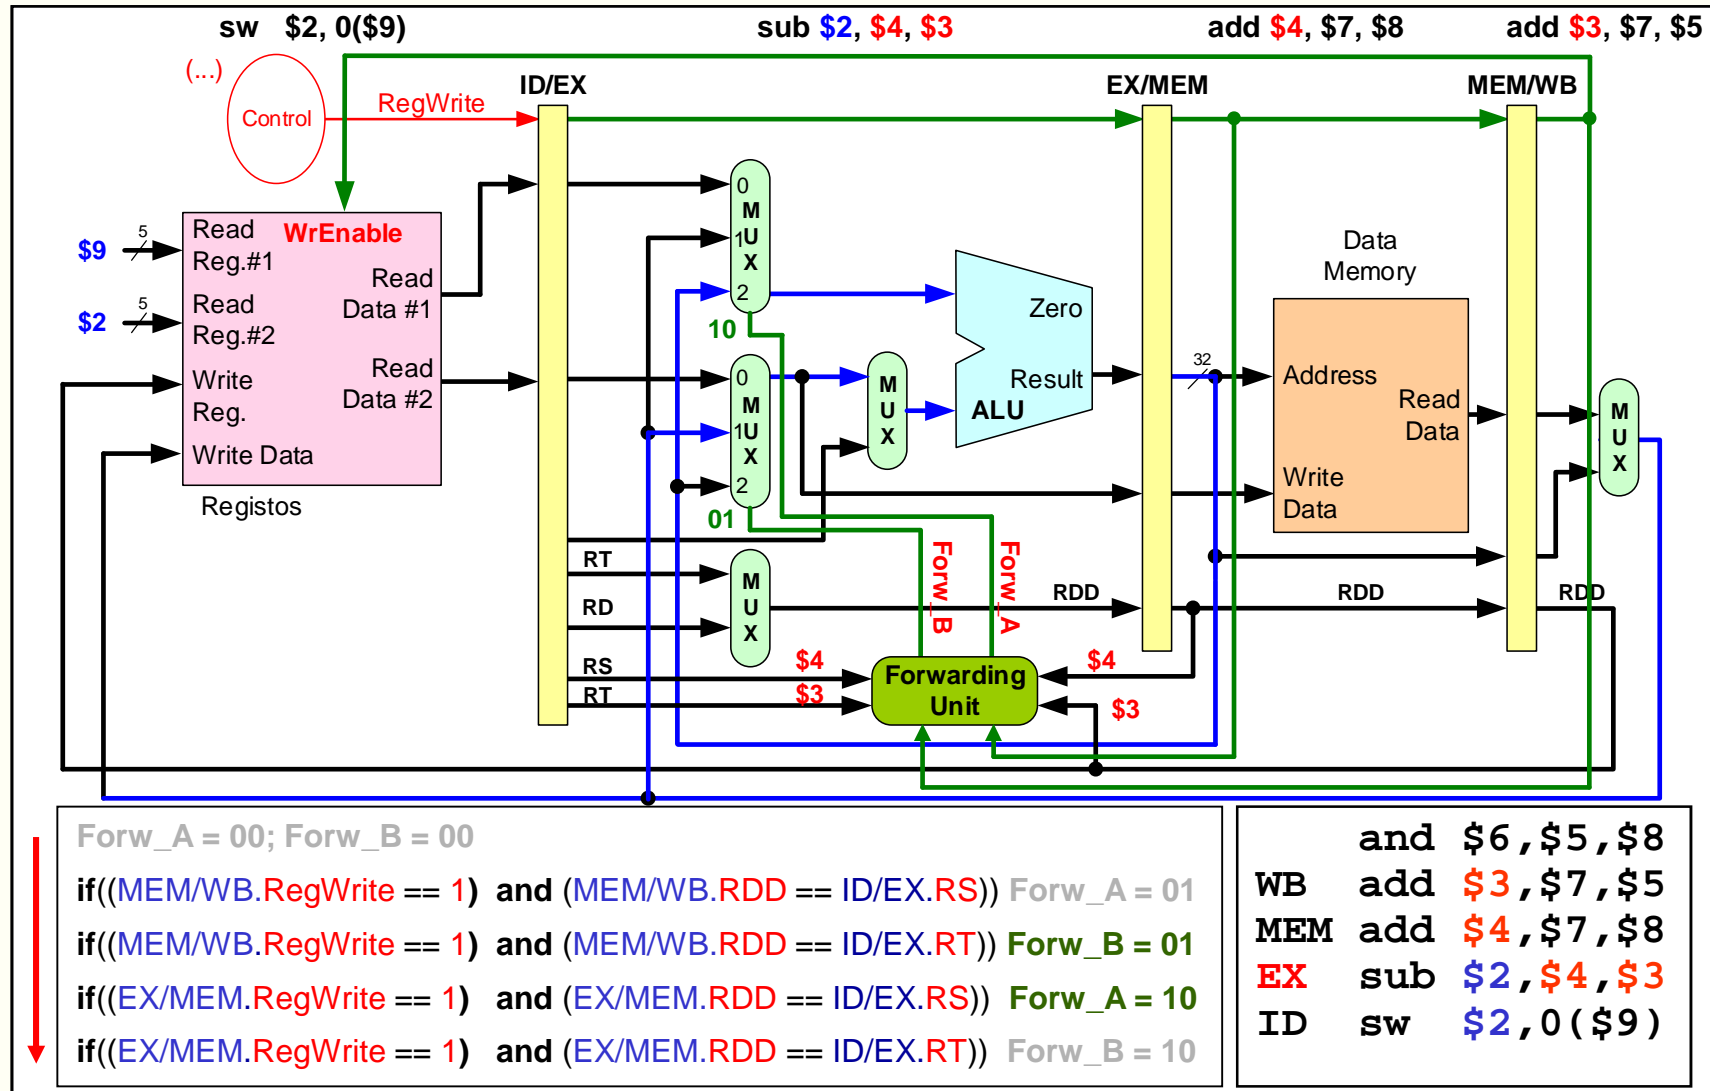 sw $2, 0($9)
sub $2, $4, $3
add $4, $7, $8
add $3, $7, $5
(...)
Control
RegWrite
ID/EX
EX/MEM
MEM/WB
$9
5
Read
Reg.#1
WrEnable
Read
Data #1
$2
5
Read
Reg.#2
Write
Reg.
Read
Data #2
Write Data
Registos
0
M
U
X
1
2
10
0
M
U
X
1
2
01
M
U
X
Zero
Result
ALU
32
Data
Memory
Address
Read
Data
Write
Data
M
U
X
RT
RD
M
U
X
RDD
RDD
RDD
Forw_B
Forw_A
RS
$4
RT
$3
Forwarding
Unit
$4
$3
Forw_A = 00; Forw_B = 00
if((MEM/WB.RegWrite == 1) and (MEM/WB.RDD == ID/EX.RS)) Forw_A = 01
if((MEM/WB.RegWrite == 1) and (MEM/WB.RDD == ID/EX.RT)) Forw_B = 01
if((EX/MEM.RegWrite == 1) and (EX/MEM.RDD == ID/EX.RS)) Forw_A = 10
if((EX/MEM.RegWrite == 1) and (EX/MEM.RDD == ID/EX.RT)) Forw_B = 10
and $6,$5,$8
WB add $3,$7,$5
MEM add $4,$7,$8
EX sub $2,$4,$3
ID sw $2,0($9)